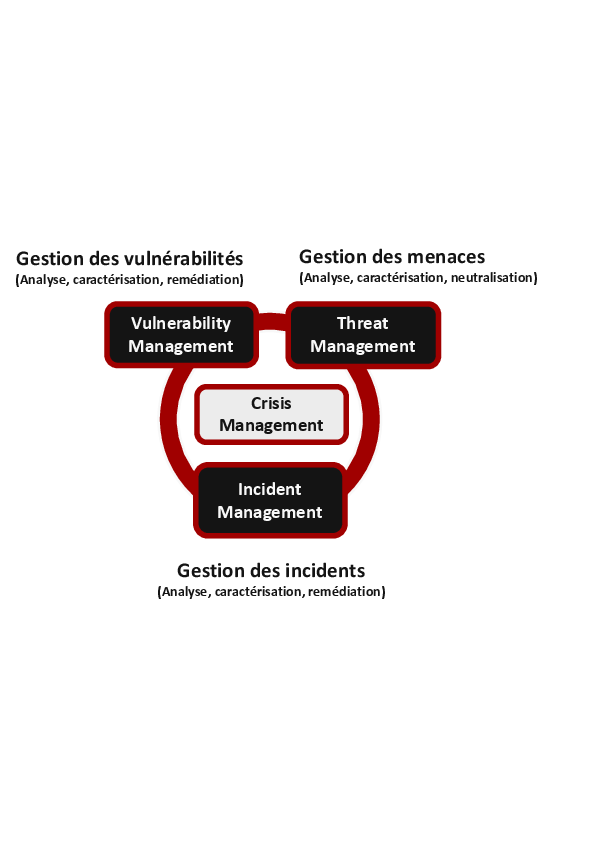 Gestion des vulnérabilités
(Analyse, caractérisation, remédiation)
Gestion des menaces
(Analyse, caractérisation, neutralisation)
Vulnerability
Management
Threat
Management
Crisis
Management
Incident
Management
Gestion des incidents
(Analyse, caractérisation, remédiation)